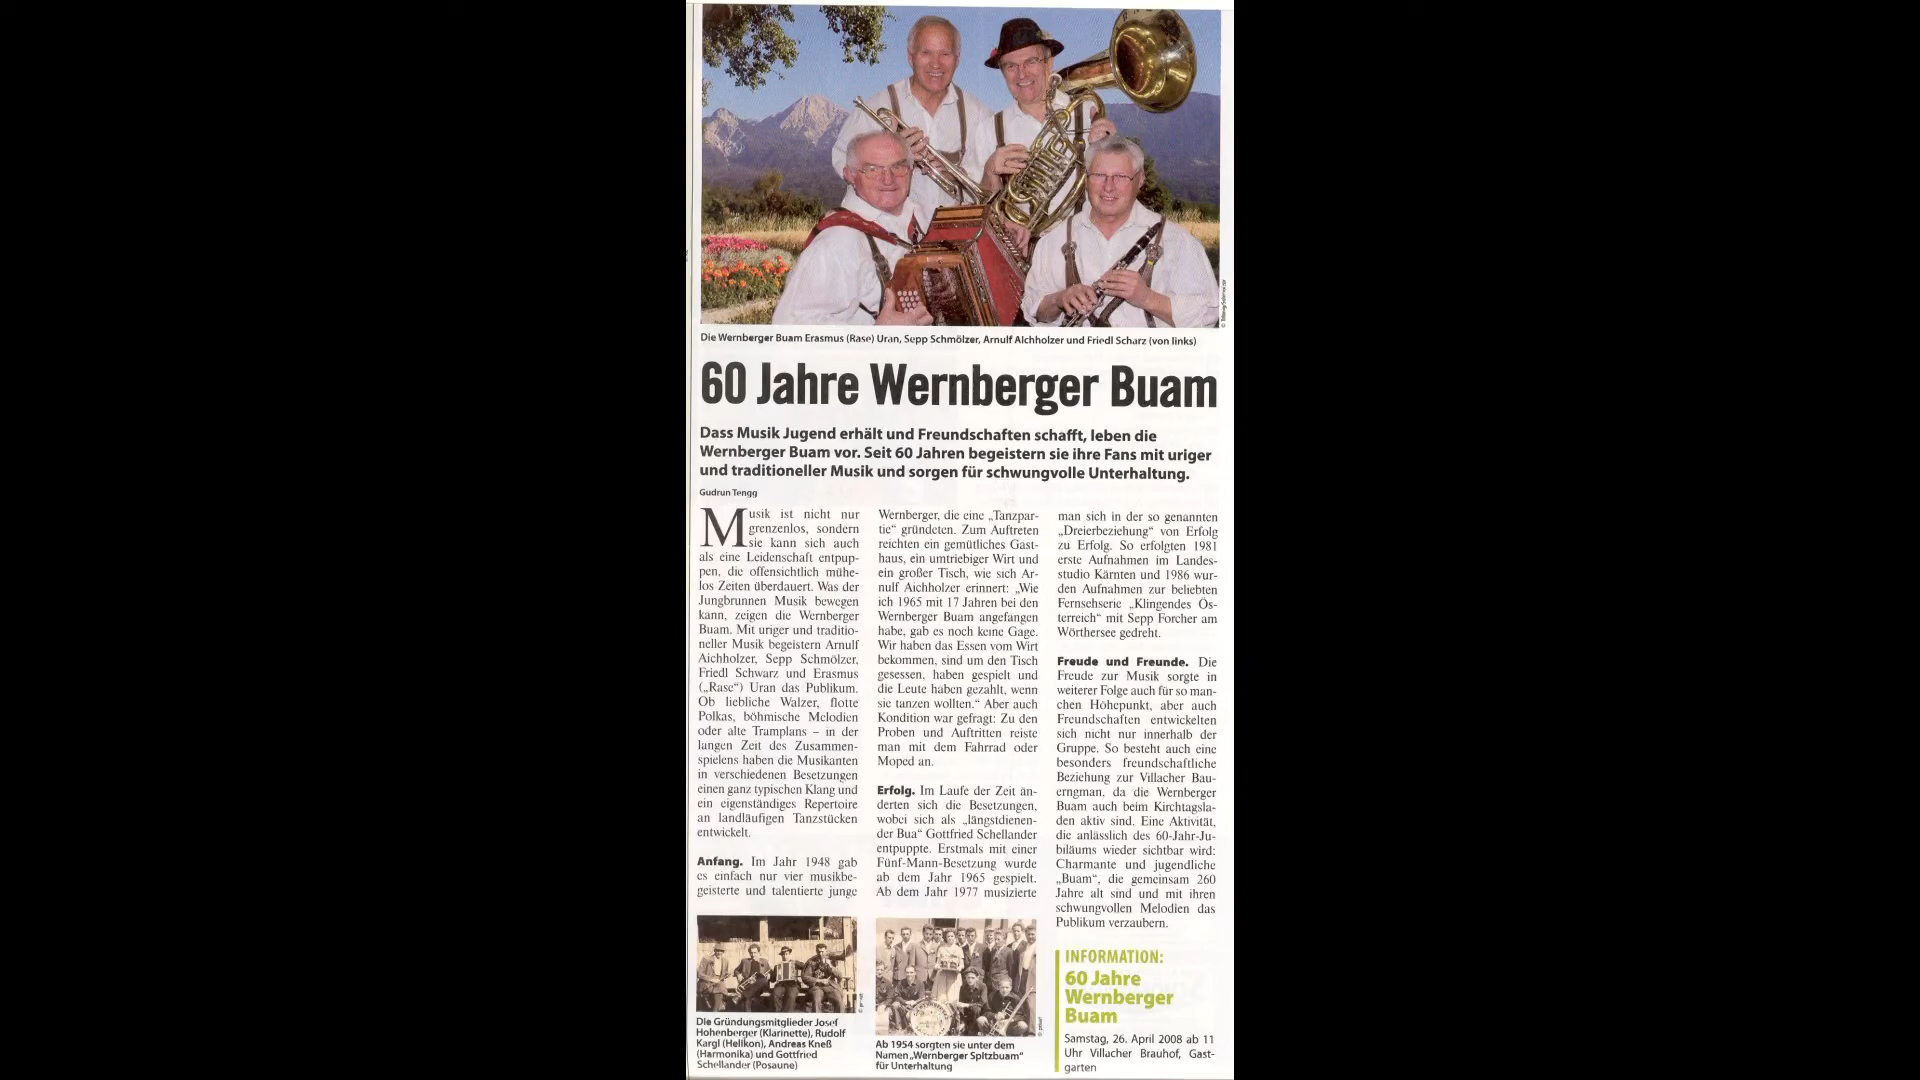 Die Wernberger Buam Erasmus (Rase) Uran, Sepp Schmölzer, Arnulf Aichholzer und Friedl Scharz (von links)
60 Jahre Wernberger Buam
Dass Musik Jugend erhält und Freundschaften schafft, leben die
Wernberger Buam vor. Seit 60 Jahren begeistern sie ihre Fans mit uriger
und traditioneller Musik und sorgen für schwungvolle Unterhaltung.
Gudrun Tengg
Musik ist nicht nur
grenzenlos, sondern
sie kann sich auch
als eine Leidenschaft entpup-
pen, die offensichtlich mühe-
los Zeiten überdauert. Was der
Jungbrunnen Musik bewegen
kann, zeigen die Wernberger
Buam. Mit uriger und traditio-
neller Musik begeistern Arnulf
Aichholzer, Sepp Schmölzer,
Friedl Schwarz und Erasmus
(„Rase“) Uran das Publikum.
Ob liebliche Walzer, flotte
Polkas, böhmische Melodien
oder alte Tramplans – in der
langen Zeit des Zusammen-
spielens haben die Musikanten
in verschiedenen Besetzungen
einen ganz typischen Klang und
ein eigenständiges Repertoire
an landläufigen Tanzstücken
entwickelt.
Anfang. Im Jahr 1948 gab
es einfach nur vier musikbe-
geisterte und talentierte junge
Wernberger, die eine „Tanzpar-
tie“ gründeten. Zum Auftreten
reichten ein gemütliches Gast-
haus, ein umtriebiger Wirt und
ein großer Tisch, wie sich Ar-
nulf Aichholzer erinnert: „Wie
ich 1965 mit 17 Jahren bei den
Wernberger Buam angefangen
habe, gab es noch keine Gage.
Wir haben das Essen vom Wirt
bekommen, sind um den Tisch
gesessen, haben gespielt und
die Leute haben gezahlt, wenn
sie tanzen wollten.“ Aber auch
Kondition war gefragt: Zu den
Proben und Auftritten reiste
man mit dem Fahrrad oder
Moped an.
Erfolg. Im Laufe der Zeit än-
derten sich die Besetzungen,
wobei sich als „längstdienen-
der Bua“ Gottfried Schellander
entpuppte. Erstmals mit einer
Fünf-Mann-Besetzung wurde
ab dem Jahr 1965 gespielt.
Ab dem Jahr 1977 musizierte
man sich in der so genannten
„Dreierbeziehung“ von Erfolg
zu Erfolg. So erfolgten 1981
erste Aufnahmen im Landes-
studio Kärnten und 1986 wur-
den Aufnahmen zur beliebten
Fernsehserie „Klingendes Ös-
terreich“ mit Sepp Forcher am
Wörthersee gedreht.
Freude und Freunde. Die
Freude zur Musik sorgte in
weiterer Folge auch für so man-
chen Höhepunkt, aber auch
Freundschaften entwickelten
sich nicht nur innerhalb der
Gruppe. So besteht auch eine
besonders freundschaftliche
Beziehung zur Villacher Bau-
erngman, da die Wernberger
Buam auch beim Kirchtagsla-
den aktiv sind. Eine Aktivität,
die anlässlich des 60-Jahr-Ju-
biläums wieder sichtbar wird:
Charmante und jugendliche
„Buam“, die gemeinsam 260
Jahre alt sind und mit ihren
schwungvollen Melodien das
Publikum verzaubern.
Die Gründungsmitglieder Josef
Hohenberger (Klarinette), Rudolf
Kargl (Helikon), Andreas Kneß
(Harmonika) und Gottfried
Schellander (Posaune)
Ab 1954 sorgten sie unter dem
Namen „Wernberger Spitzbuam“
für Unterhaltung
INFORMATION:
60 Jahre
Wernberger
Buam
Samstag, 26. April 2008 ab 11
Uhr Villacher Brauhof, Gast-
garten